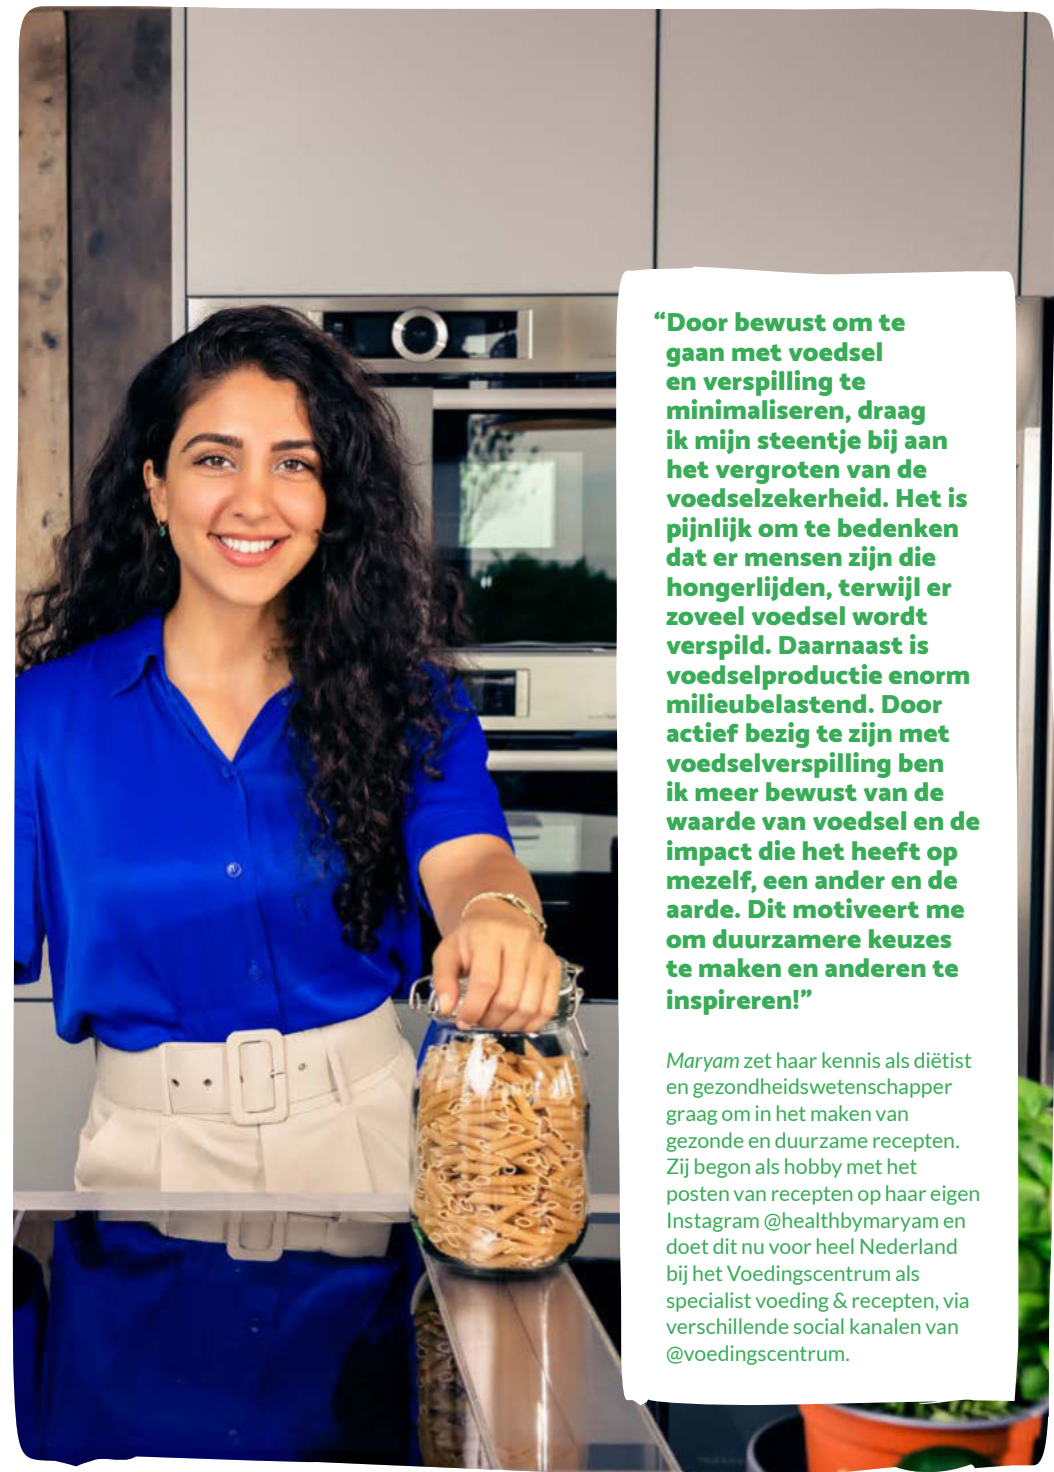 “Door bewust om te
gaan met voedsel
en verspilling te
minimaliseren, draag
ik mijn steentje bij aan
het vergroten van de
voedselzekerheid. Het is
pijnlijk om te bedenken
dat er mensen zijn die
hongerlijden, terwijl er
zoveel voedsel wordt
verspild. Daarnaast is
voedselproductie enorm
milieubelastend. Door
actief bezig te zijn met
voedselverspilling ben
ik meer bewust van de
waarde van voedsel en de
impact die het heeft op
mezelf, een ander en de
aarde. Dit motiveert me
om duurzamere keuzes
te maken en anderen te
inspireren!”
Maryam zet haar kennis als diëtist
en gezondheidswetenschapper
graag om in het maken van
gezonde en duurzame recepten.
Zij begon als hobby met het
posten van recepten op haar eigen
Instagram @healthbymaryam en
doet dit nu voor heel Nederland
bij het Voedingscentrum als
specialist voeding & recepten, via
verschillende social kanalen van
@voedingscentrum.